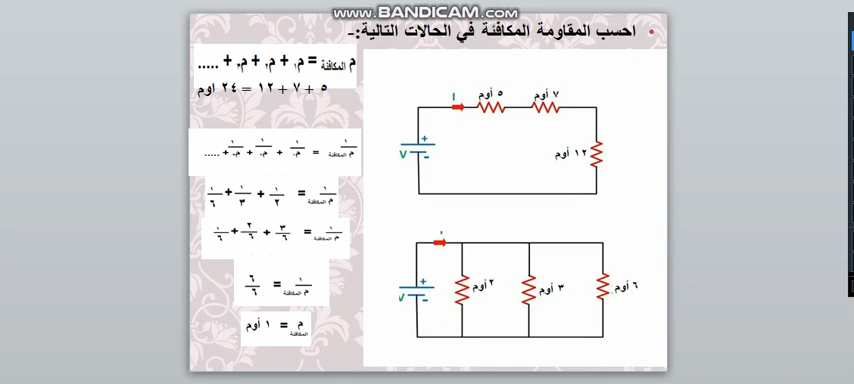 www.BANDICAM.com
• احسب المقاومة المكافئة في الحالات التالية:-
م المكافئة = م١ + م٢ + م٣ + .....
٥ + ٧ + ١٢ = ٢٤ اوم
١/م المكافئة = ١/م١ + ١/م٢ + ١/م٣ + .....
١/م المكافئة = ١/٢ + ١/٣ + ١/٦
١/م المكافئة = ٣/٦ + ٢/٦ + ١/٦
١/م المكافئة = ٦/٦
م المكافئة = ١ أوم
I
٥ أوم
٧ أوم
+
V
-
١٢ أوم
+
V
-
٢ أوم
٣ أوم
٦ أوم